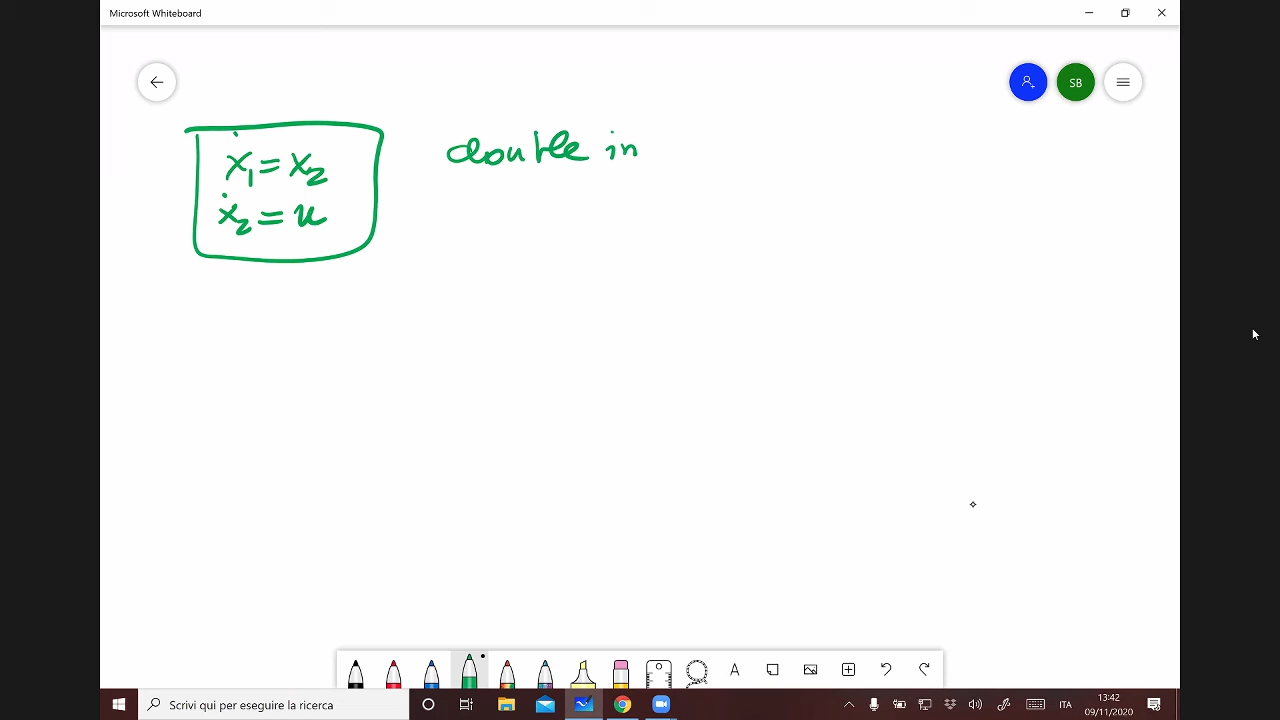 Microsoft Whiteboard
SB
ẋ₁ = x₂
ẋ₂ = u
double in
A
Scrivi qui per eseguire la ricerca
ITA
13:42
09/11/2020